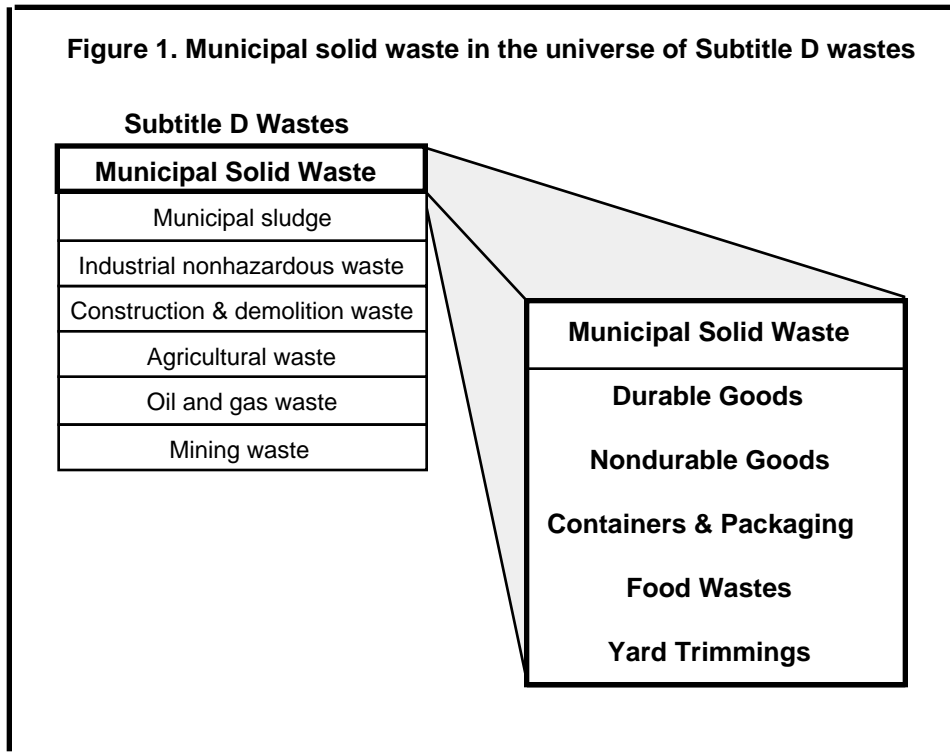 Figure 1. Municipal solid waste in the universe of Subtitle D wastes
Subtitle D Wastes
Municipal Solid Waste
Municipal sludge
Industrial nonhazardous waste
Construction & demolition waste
Agricultural waste
Oil and gas waste
Mining waste
Municipal Solid Waste
Durable Goods
Nondurable Goods
Containers & Packaging
Food Wastes
Yard Trimmings